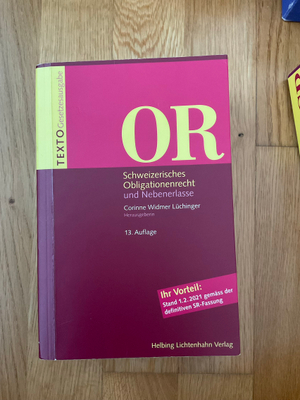 TEXTO Gesetzesausgabe
OR
Schweizerisches
Obligationenrecht
und Nebenerlasse
Corinne Widmer Lüchinger
Herausgeberin
13. Auflage
Ihr Vorteil:
Stand 1.2.2021 gemäss der
definitiven SR-Fassung
Helbing Lichtenhahn Verlag